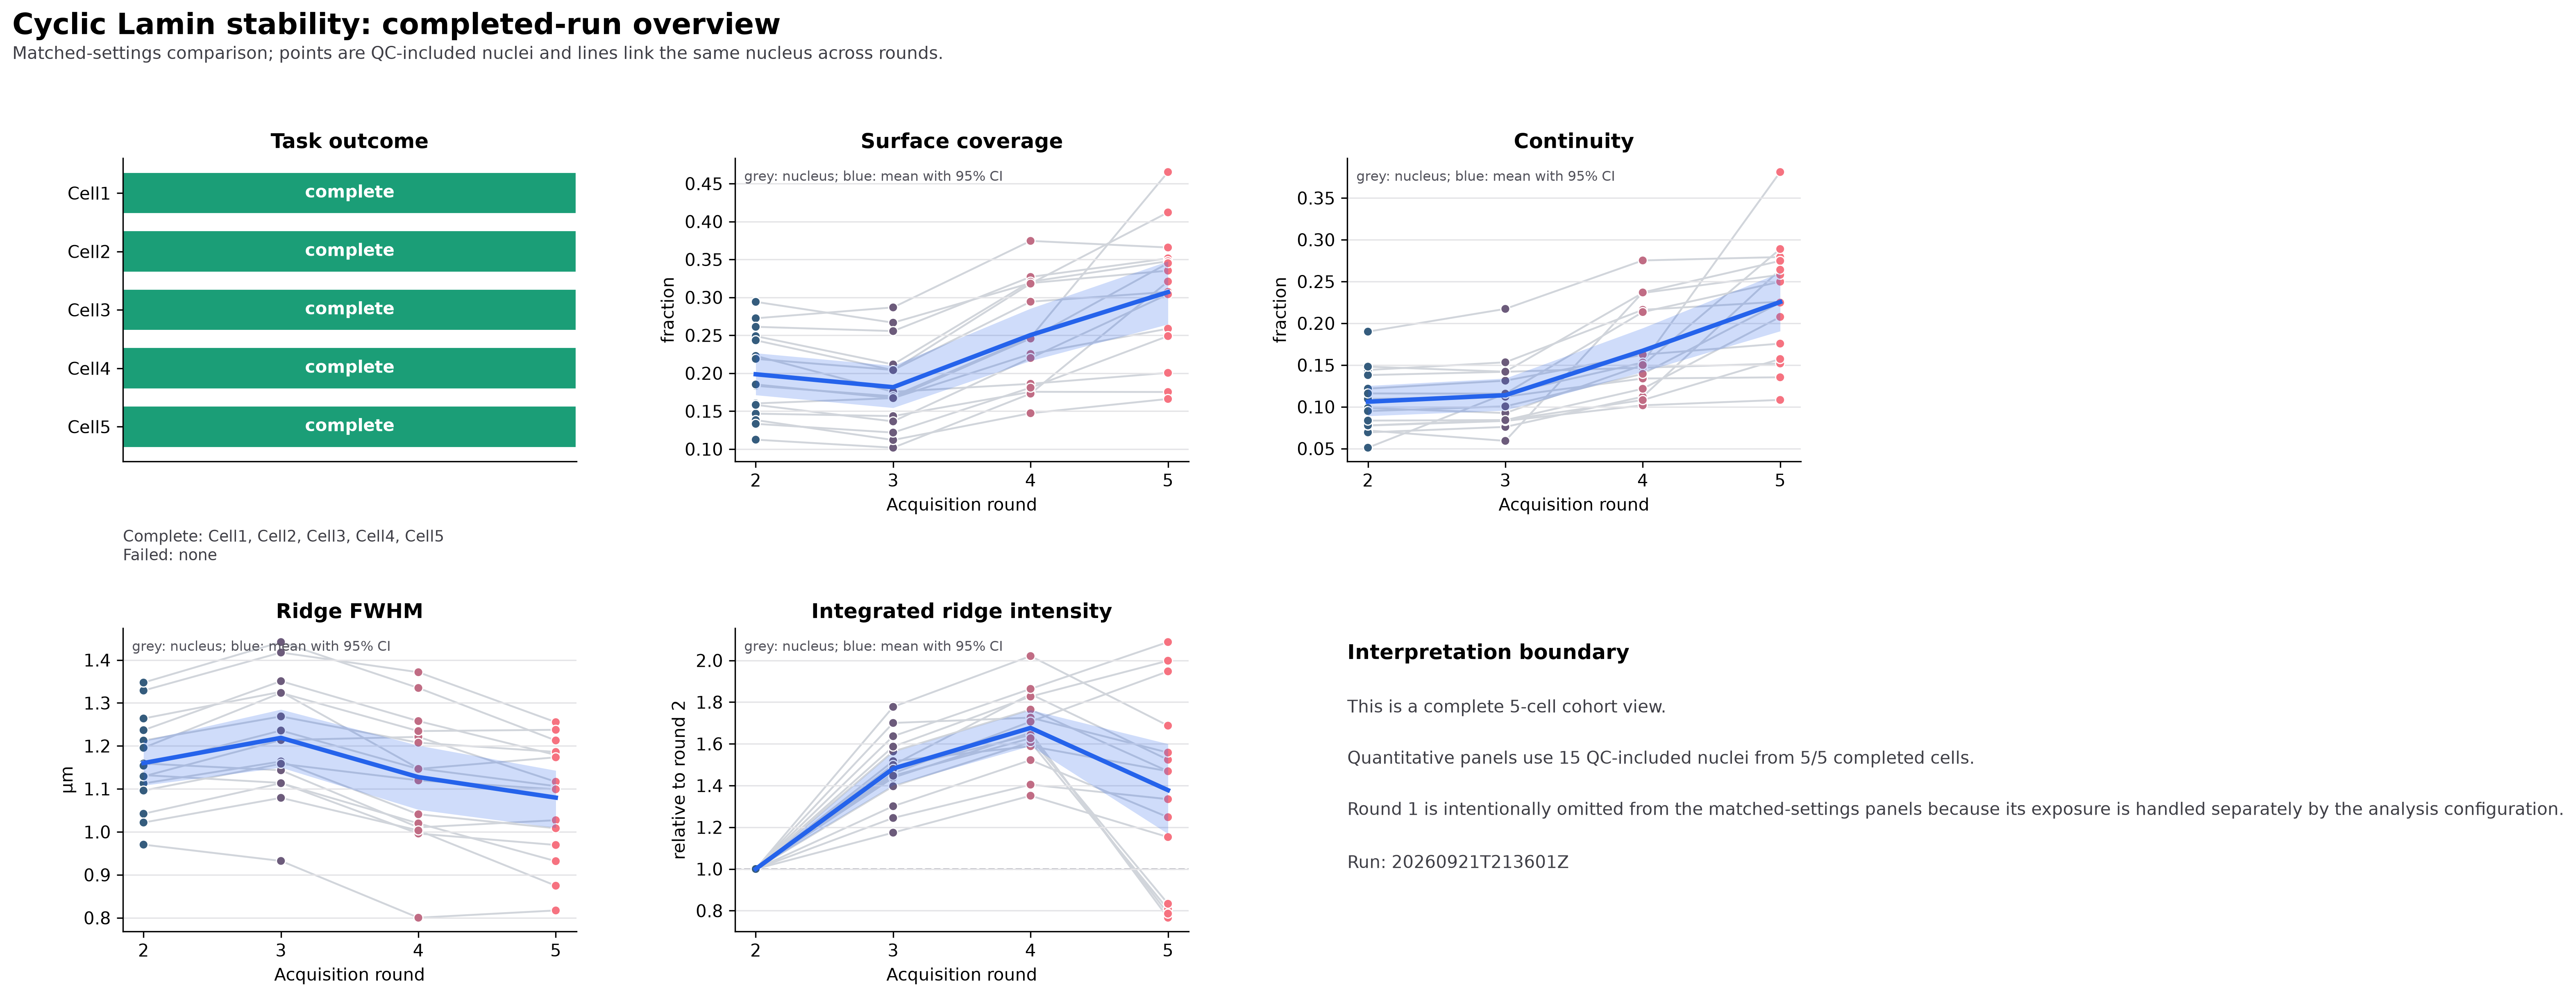 Cyclic Lamin stability: completed-run overview
Matched-settings comparison; points are QC-included nuclei and lines link the same nucleus across rounds.
Task outcome
Cell1
complete
Cell2
complete
Cell3
complete
Cell4
complete
Cell5
complete
Complete: Cell1, Cell2, Cell3, Cell4, Cell5
Failed: none
Surface coverage
grey: nucleus; blue: mean with 95% CI
fraction
0.45
0.40
0.35
0.30
0.25
0.20
0.15
0.10
2 3 4 5
Acquisition round
Continuity
grey: nucleus; blue: mean with 95% CI
fraction
0.35
0.30
0.25
0.20
0.15
0.10
0.05
2 3 4 5
Acquisition round
Ridge FWHM
grey: nucleus; blue: mean with 95% CI
µm
1.4
1.3
1.2
1.1
1.0
0.9
0.8
2 3 4 5
Acquisition round
Integrated ridge intensity
grey: nucleus; blue: mean with 95% CI
relative to round 2
2.0
1.8
1.6
1.4
1.2
1.0
0.8
2 3 4 5
Acquisition round
Interpretation boundary
This is a complete 5-cell cohort view.
Quantitative panels use 15 QC-included nuclei from 5/5 completed cells.
Round 1 is intentionally omitted from the matched-settings panels because its exposure is handled separately by the analysis configuration.
Run: 20260921T213601Z